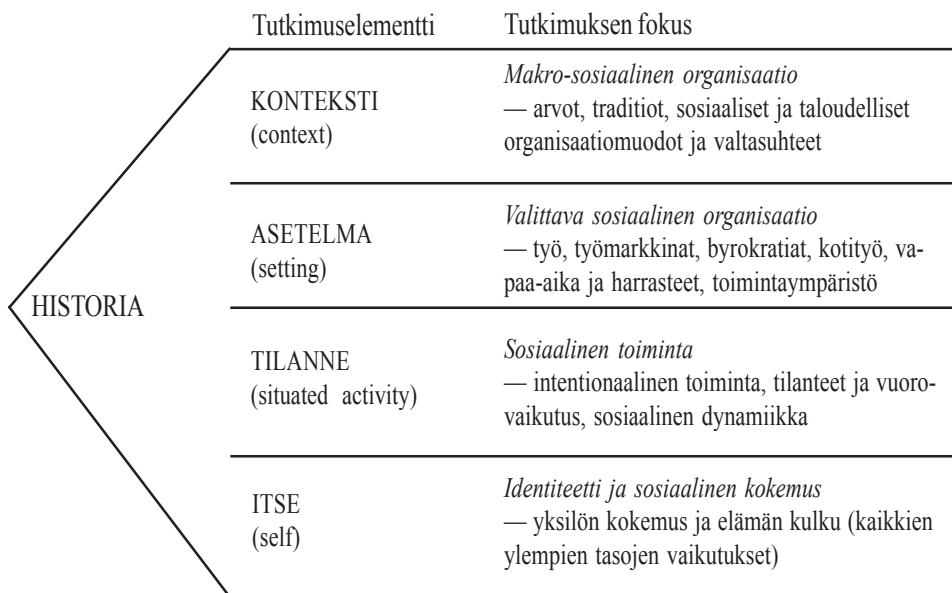 Tutkimuselementti Tutkimuksen fokus
KONTEKSTI
(context)
Makro-sosiaalinen organisaatio
— arvot, traditiot, sosiaaliset ja taloudelliset
organisaatiomuodot ja valtasuhteet
ASETELMA
(setting)
Valittava sosiaalinen organisaatio
— työ, työmarkkinat, byrokratiat, kotityö, va-
paa-aika ja harrasteet, toimintaympäristö
HISTORIA
TILANNE
(situated activity)
Sosiaalinen toiminta
— intentionaalinen toiminta, tilanteet ja vuoro-
vaikutus, sosiaalinen dynamiikka
ITSE
(self)
Identiteetti ja sosiaalinen kokemus
— yksilön kokemus ja elämän kulku (kaikkien
ylempien tasojen vaikutukset)